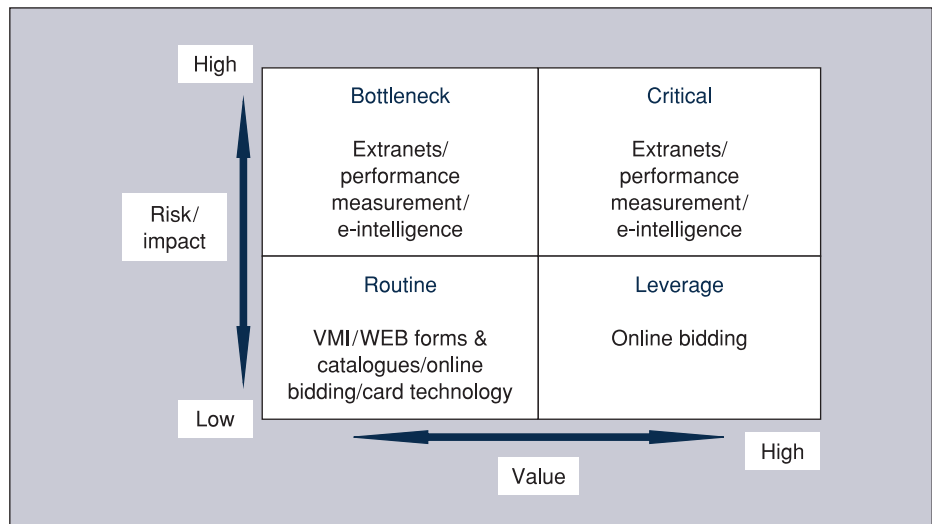 High
Risk/
impact
Low
Bottleneck
Extranets/
performance
measurement/
e-intelligence
Critical
Extranets/
performance
measurement/
e-intelligence
Routine
VMI/WEB forms &
catalogues/online
bidding/card technology
Leverage
Online bidding
Value
High